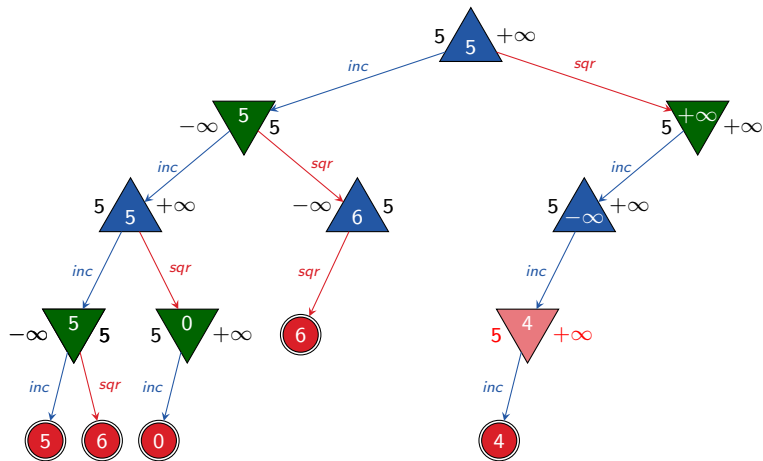 5 5 +∞
inc sqr
−∞ 5 5 5 +∞ +∞
inc sqr inc
5 5 +∞ −∞ 6 5 5 −∞ +∞
inc sqr sqr inc
−∞ 5 5 5 0 +∞ 6 5 4 +∞
inc sqr inc inc
5 6 0 4